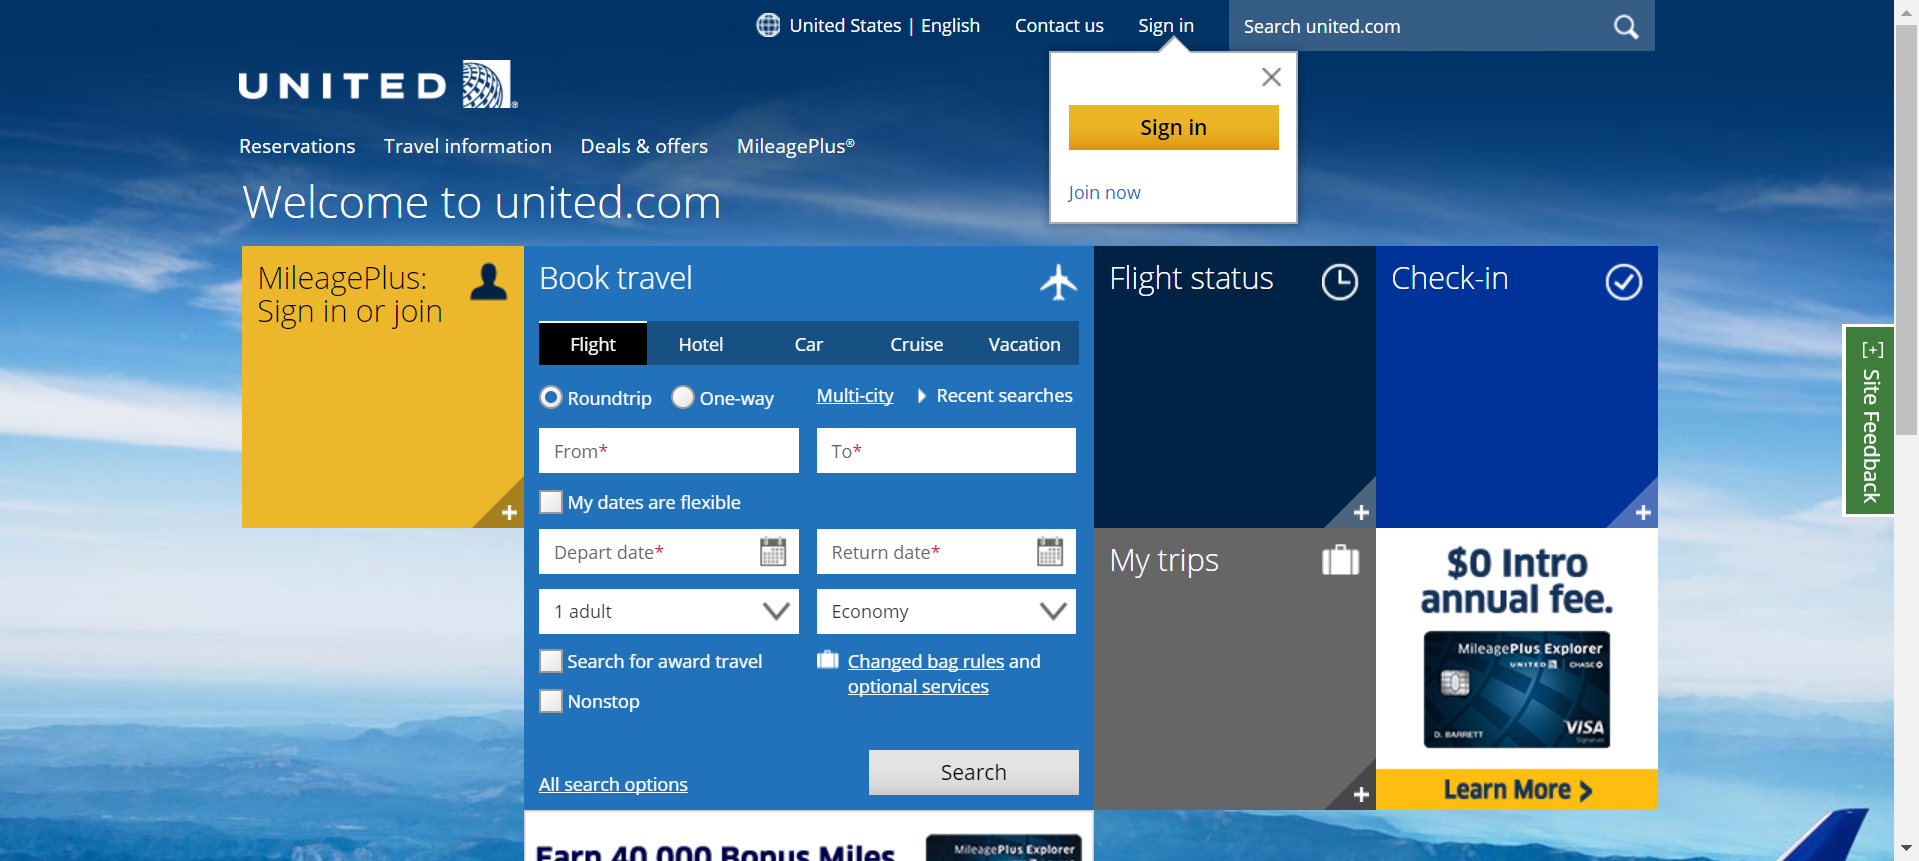 United States | English
Contact us
Sign in
Search united.com
UNITED
Sign in
Join now
Reservations
Travel information
Deals & offers
MileagePlus®
Welcome to united.com
MileagePlus:
Sign in or join
Book travel
Flight
Hotel
Car
Cruise
Vacation
Roundtrip
One-way
Multi-city
Recent searches
From*
To*
My dates are flexible
Depart date*
Return date*
1 adult
Economy
Search for award travel
Changed bag rules and
optional services
Nonstop
All search options
Search
Flight status
Check-in
My trips
$0 Intro
annual fee.
MileagePlus Explorer
UNITED | CHASE
D. BARRETT
VISA
Signature
Learn More
[+] Site Feedback
Earn 40,000 Bonus Miles
MileagePlus Explorer